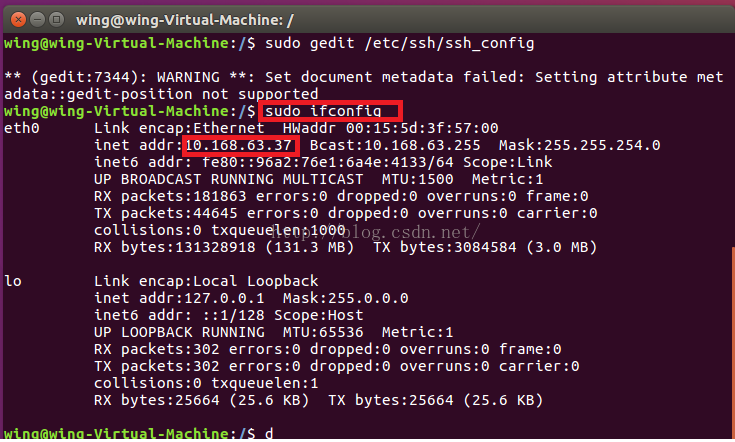 wing@wing-Virtual-Machine: /
wing@wing-Virtual-Machine:/$ sudo gedit /etc/ssh/ssh_config
** (gedit:7344): WARNING **: Set document metadata failed: Setting attribute met
adata::gedit-position not supported
wing@wing-Virtual-Machine:/$ sudo ifconfig
eth0 Link encap:Ethernet HWaddr 00:15:5d:3f:57:00
inet addr:10.168.63.37 Bcast:10.168.63.255 Mask:255.255.254.0
inet6 addr: fe80::96a2:76e1:6a4e:4133/64 Scope:Link
UP BROADCAST RUNNING MULTICAST MTU:1500 Metric:1
RX packets:181863 errors:0 dropped:0 overruns:0 frame:0
TX packets:44645 errors:0 dropped:0 overruns:0 carrier:0
collisions:0 txqueuelen:1000
http://blog.csdn.net/
RX bytes:131328918 (131.3 MB) TX bytes:3084584 (3.0 MB)
lo Link encap:Local Loopback
inet addr:127.0.0.1 Mask:255.0.0.0
inet6 addr: ::1/128 Scope:Host
UP LOOPBACK RUNNING MTU:65536 Metric:1
RX packets:302 errors:0 dropped:0 overruns:0 frame:0
TX packets:302 errors:0 dropped:0 overruns:0 carrier:0
collisions:0 txqueuelen:1
RX bytes:25664 (25.6 KB) TX bytes:25664 (25.6 KB)
wing@wing-Virtual-Machine:/$ d